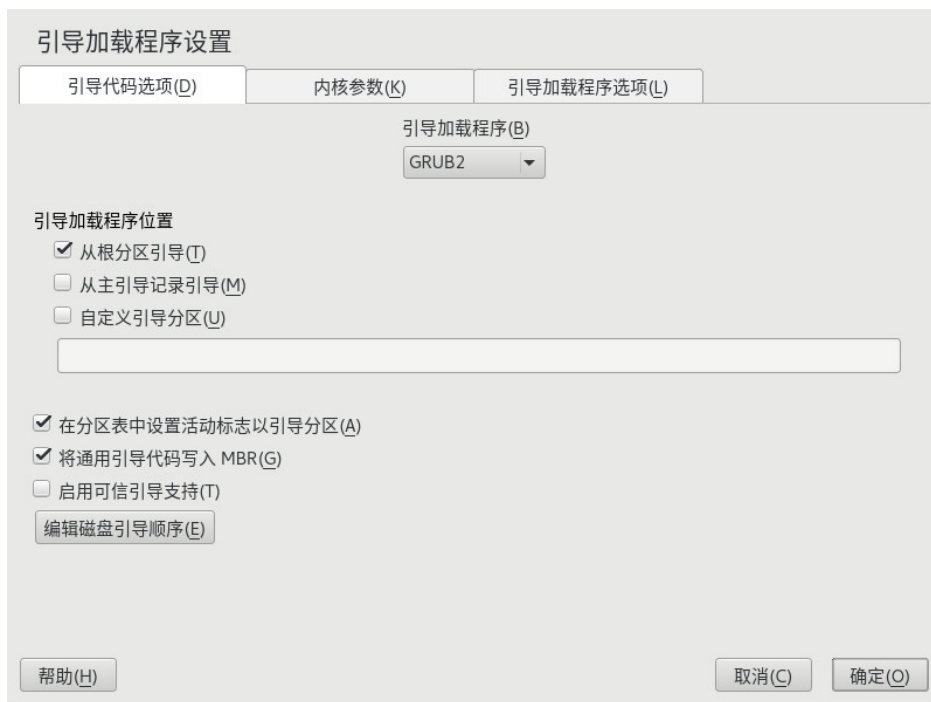 引导加载程序设置
引导代码选项(D) 内核参数(K) 引导加载程序选项(L)
引导加载程序(B)
GRUB2
引导加载程序位置
从根分区引导(T)
从主引导记录引导(M)
自定义引导分区(U)
在分区表中设置活动标志以引导分区(A)
将通用引导代码写入 MBR(G)
启用可信引导支持(T)
编辑磁盘引导顺序(E)
帮助(H) 取消(C) 确定(O)